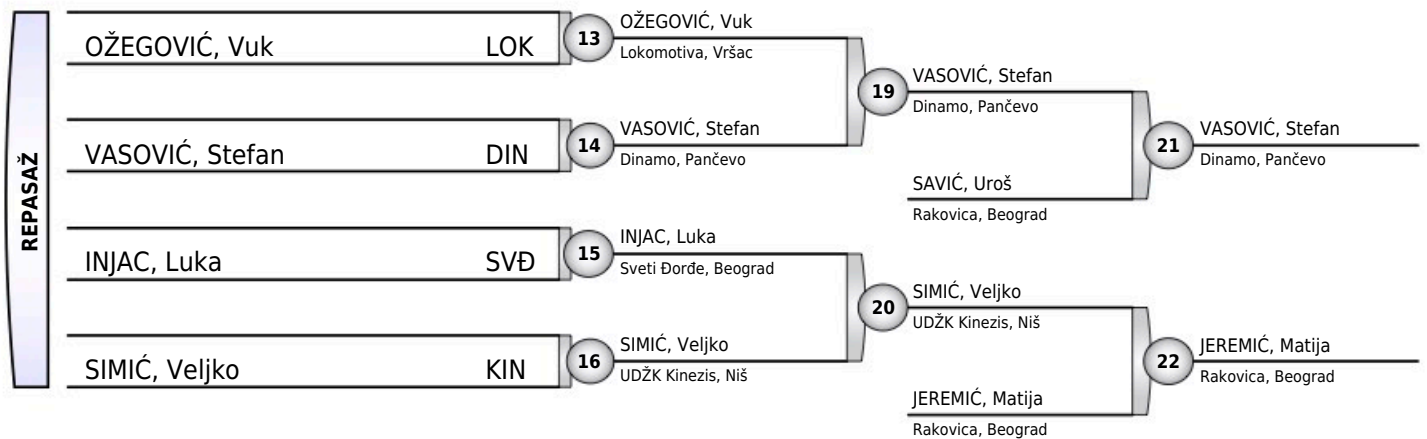 REPASAŽ
OŽEGOVIĆ, Vuk LOK
13
OŽEGOVIĆ, Vuk
Lokomotiva, Vršac
VASOVIĆ, Stefan DIN
14
VASOVIĆ, Stefan
Dinamo, Pančevo
INJAC, Luka SVĐ
15
INJAC, Luka
Sveti Đorđe, Beograd
SIMIĆ, Veljko KIN
16
SIMIĆ, Veljko
UDŽK Kinezis, Niš
19
VASOVIĆ, Stefan
Dinamo, Pančevo
SAVIĆ, Uroš
Rakovica, Beograd
20
SIMIĆ, Veljko
UDŽK Kinezis, Niš
JEREMIĆ, Matija
Rakovica, Beograd
21
VASOVIĆ, Stefan
Dinamo, Pančevo
22
JEREMIĆ, Matija
Rakovica, Beograd